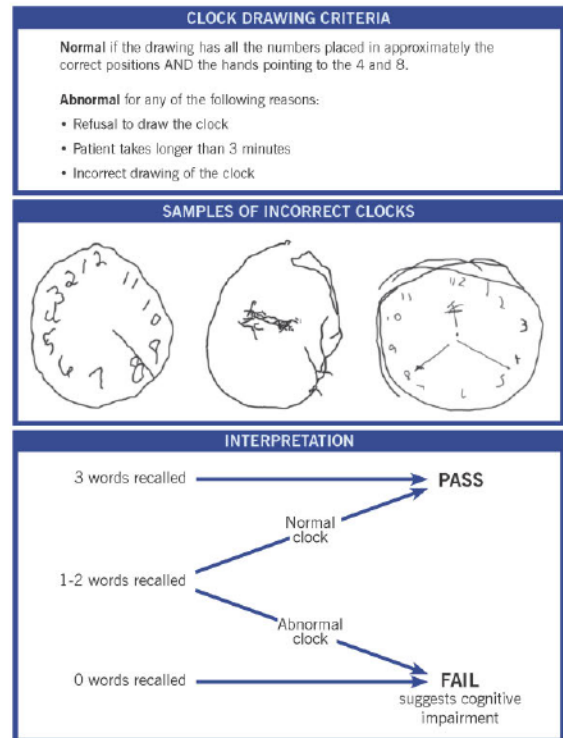 CLOCK DRAWING CRITERIA
Normal if the drawing has all the numbers placed in approximately the
correct positions AND the hands pointing to the 4 and 8.
Abnormal for any of the following reasons:
• Refusal to draw the clock
• Patient takes longer than 3 minutes
• Incorrect drawing of the clock
SAMPLES OF INCORRECT CLOCKS
INTERPRETATION
3 words recalled
PASS
Normal
clock
1-2 words recalled
Abnormal
clock
0 words recalled
FAIL
suggests cognitive
impairment